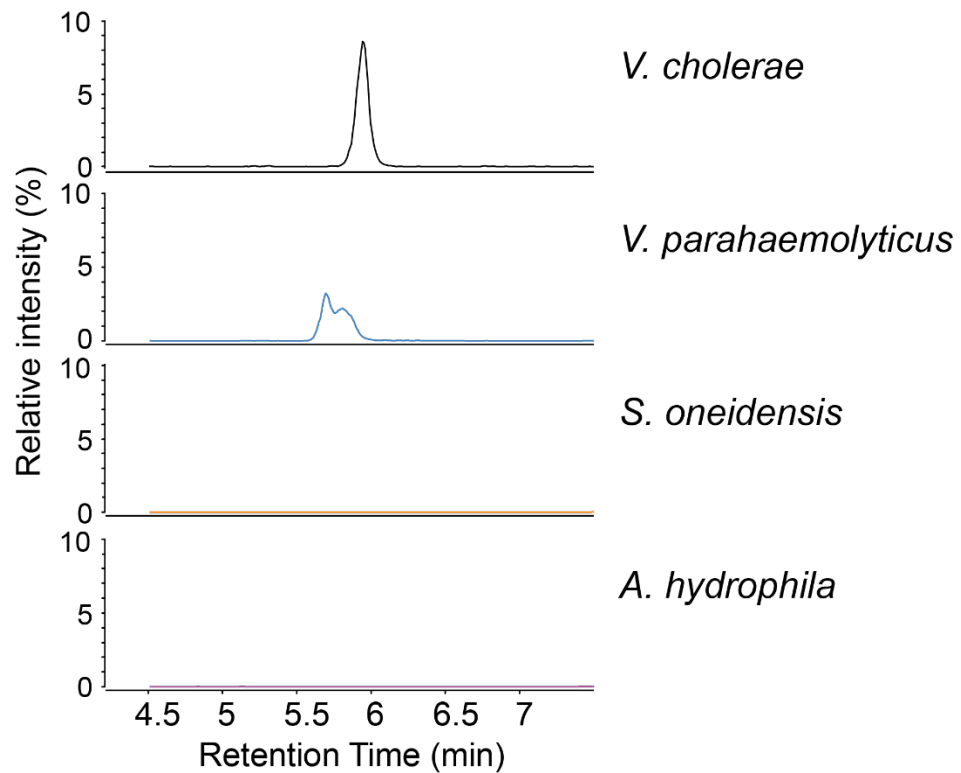 Relative intensity (%)
10
5
0
V. cholerae
10
5
0
V. parahaemolyticus
10
5
0
S. oneidensis
10
5
0
A. hydrophila
4.5 5 5.5 6 6.5 7
Retention Time (min)